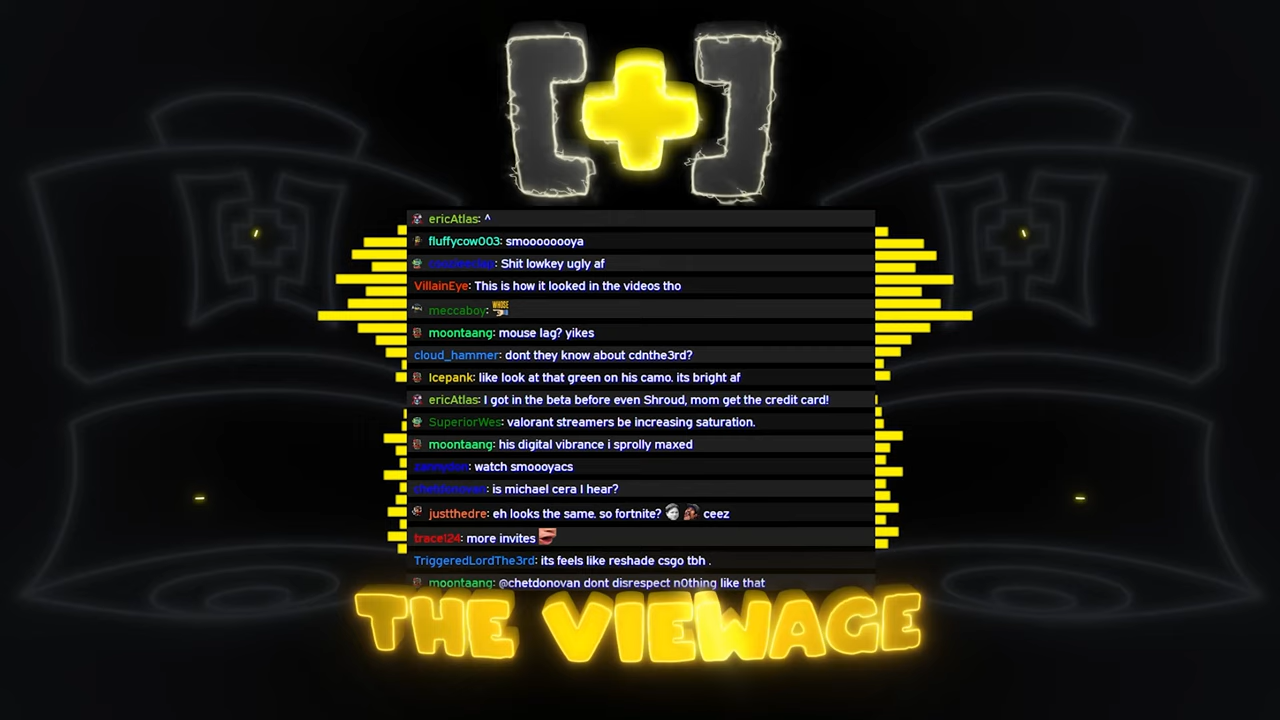 ericAtlas: ^
fluffycow003: smoooooooya
: Shit lowkey ugly af
VillainEye: This is how it looked in the videos tho
meccaboy: WHOSE
moontaang: mouse lag? yikes
cloud_hammer: dont they know about cdnthe3rd?
Icepank: like look at that green on his camo. its bright af
ericAtlas: I got in the beta before even Shroud, mom get the credit card!
SuperiorWes: valorant streamers be increasing saturation.
moontaang: his digital vibrance i sprolly maxed
: watch smoooyacs
: is michael cera I hear?
justthedre: eh looks the same. so fortnite? ceez
trace124: more invites
TriggeredLordThe3rd: its feels like reshade csgo tbh .
moontaang: @chetdonovan dont disrespect n0thing like that
THE VIEWAGE